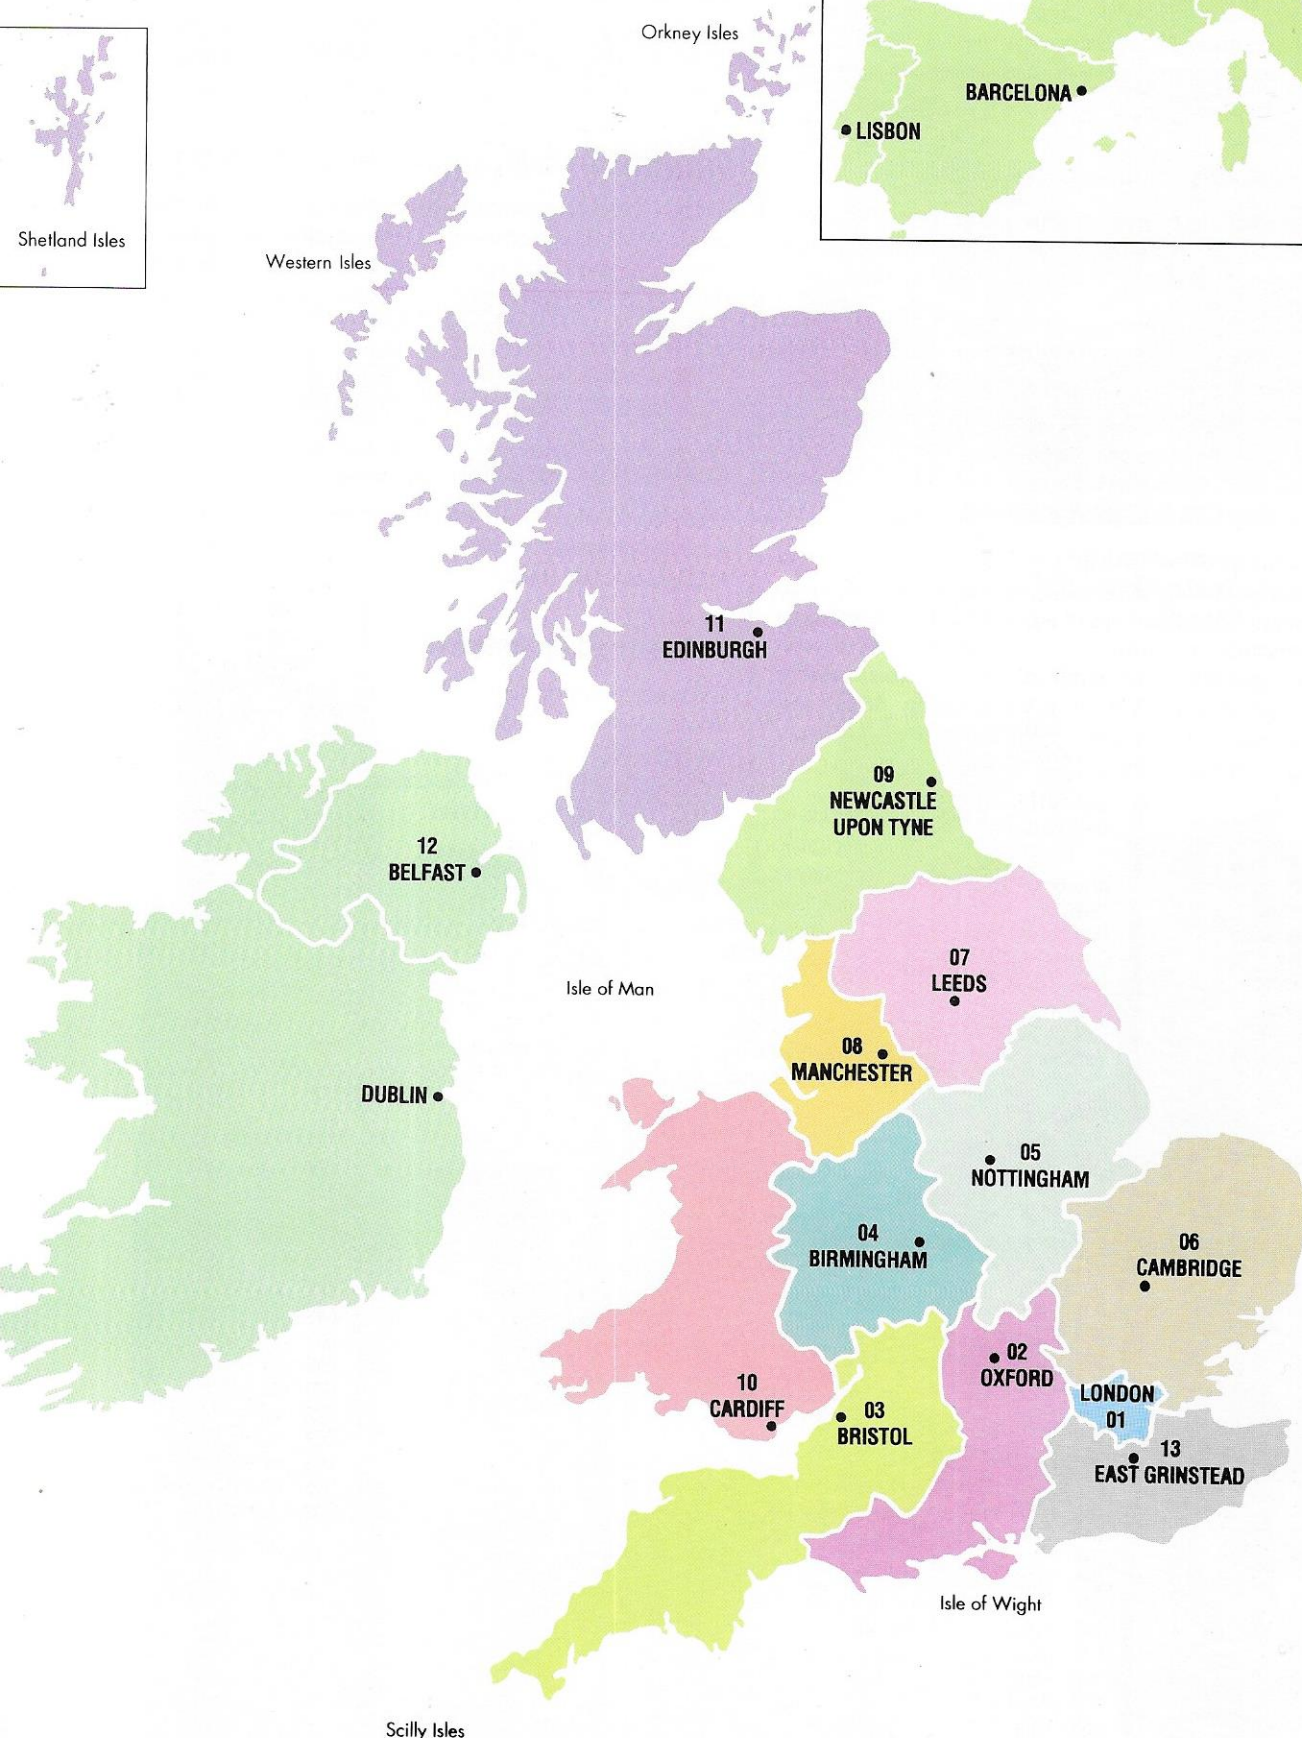 Orkney Isles
BARCELONA
LISBON
Shetland Isles
Western Isles
11
EDINBURGH
09
NEWCASTLE
UPON TYNE
12
BELFAST
07
LEEDS
Isle of Man
08
MANCHESTER
DUBLIN
05
NOTTINGHAM
04
BIRMINGHAM
06
CAMBRIDGE
02
OXFORD
10
CARDIFF
LONDON
01
03
BRISTOL
13
EAST GRINSTEAD
Isle of Wight
Scilly Isles